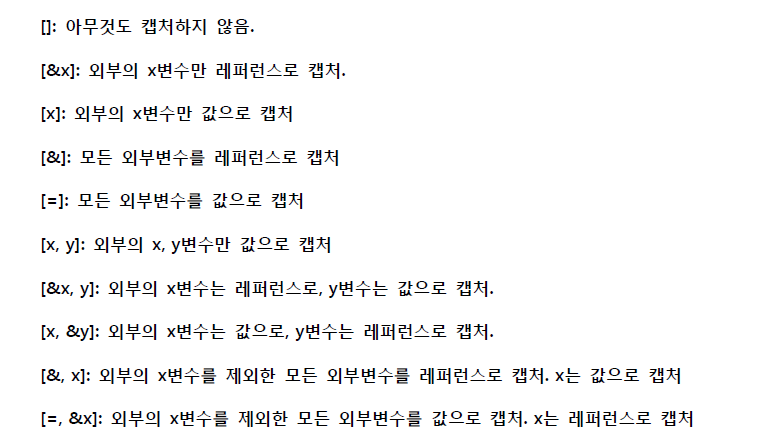 []: 아무것도 캡처하지 않음.
[&x]: 외부의 x변수만 레퍼런스로 캡처.
[x]: 외부의 x변수만 값으로 캡처
[&]: 모든 외부변수를 레퍼런스로 캡처
[=]: 모든 외부변수를 값으로 캡처
[x, y]: 외부의 x, y변수만 값으로 캡처
[&x, y]: 외부의 x변수는 레퍼런스로, y변수는 값으로 캡처.
[x, &y]: 외부의 x변수는 값으로, y변수는 레퍼런스로 캡처.
[&, x]: 외부의 x변수를 제외한 모든 외부변수를 레퍼런스로 캡처. x는 값으로 캡처
[=, &x]: 외부의 x변수를 제외한 모든 외부변수를 값으로 캡처. x는 레퍼런스로 캡처